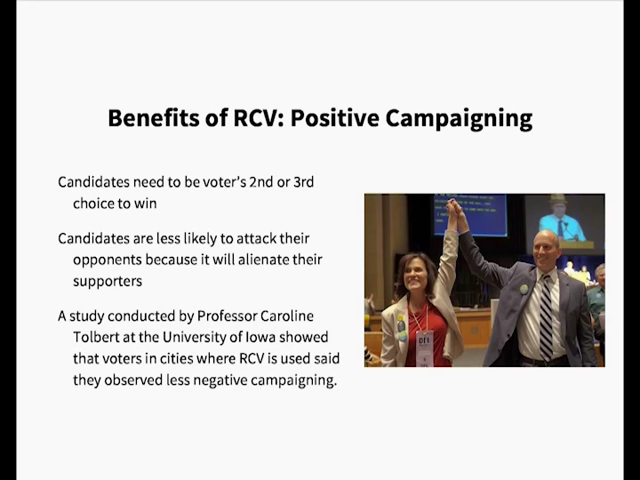 Benefits of RCV: Positive Campaigning
Candidates need to be voter's 2nd or 3rd
choice to win
Candidates are less likely to attack their
opponents because it will alienate their
supporters
A study conducted by Professor Caroline
Tolbert at the University of Iowa showed
that voters in cities where RCV is used said
they observed less negative campaigning.